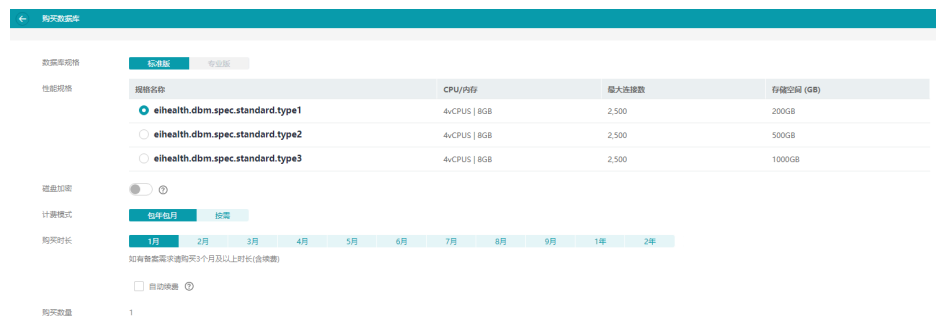 购买数据库
数据库规格 标准版 专业版
性能规格 规格名称 CPU/内存 最大连接数 存储空间 (GB)
eihealth.dbm.spec.standard.type1 4vCPUS | 8GB 2,500 200GB
eihealth.dbm.spec.standard.type2 4vCPUS | 8GB 2,500 500GB
eihealth.dbm.spec.standard.type3 4vCPUS | 8GB 2,500 1000GB
磁盘加密
计费模式 包年包月 按需
购买时长 1月 2月 3月 4月 5月 6月 7月 8月 9月 1年 2年
如有备案需求请购买3个月及以上时长(含续费)
自动续费
购买数量 1